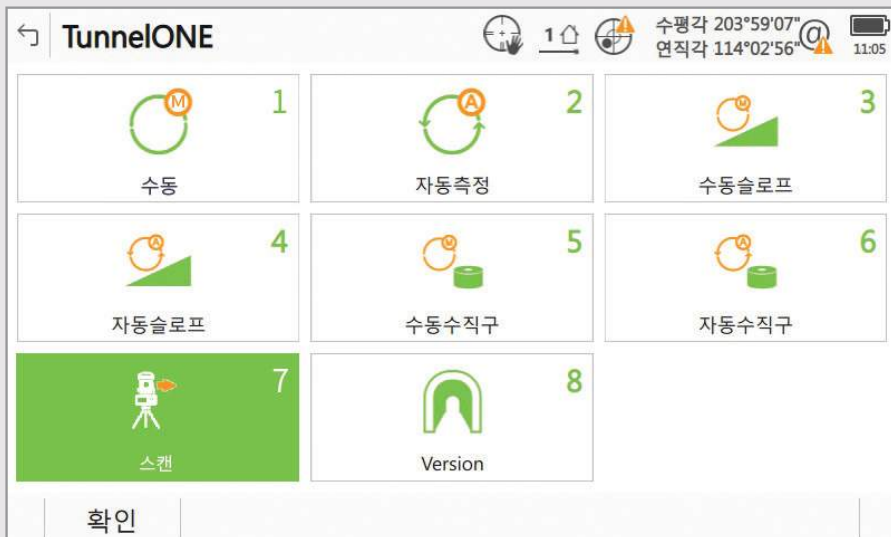 TunnelONE
1
수평각 203°59'07"
연직각 114°02'56"
@
11:05
M
1
수동
A
2
자동측정
M
3
수동슬로프
A
4
자동슬로프
M
5
수동수직구
A
6
자동수직구
7
스캔
8
Version
확인